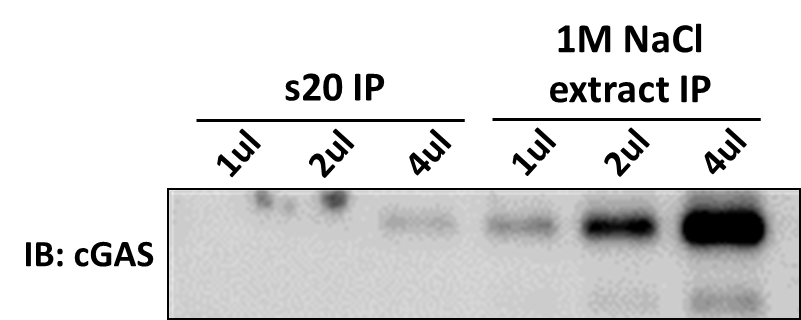 1M NaCl
s20 IP
extract IP
1ul
2ul
4ul
1ul
2ul
4ul
IB: cGAS